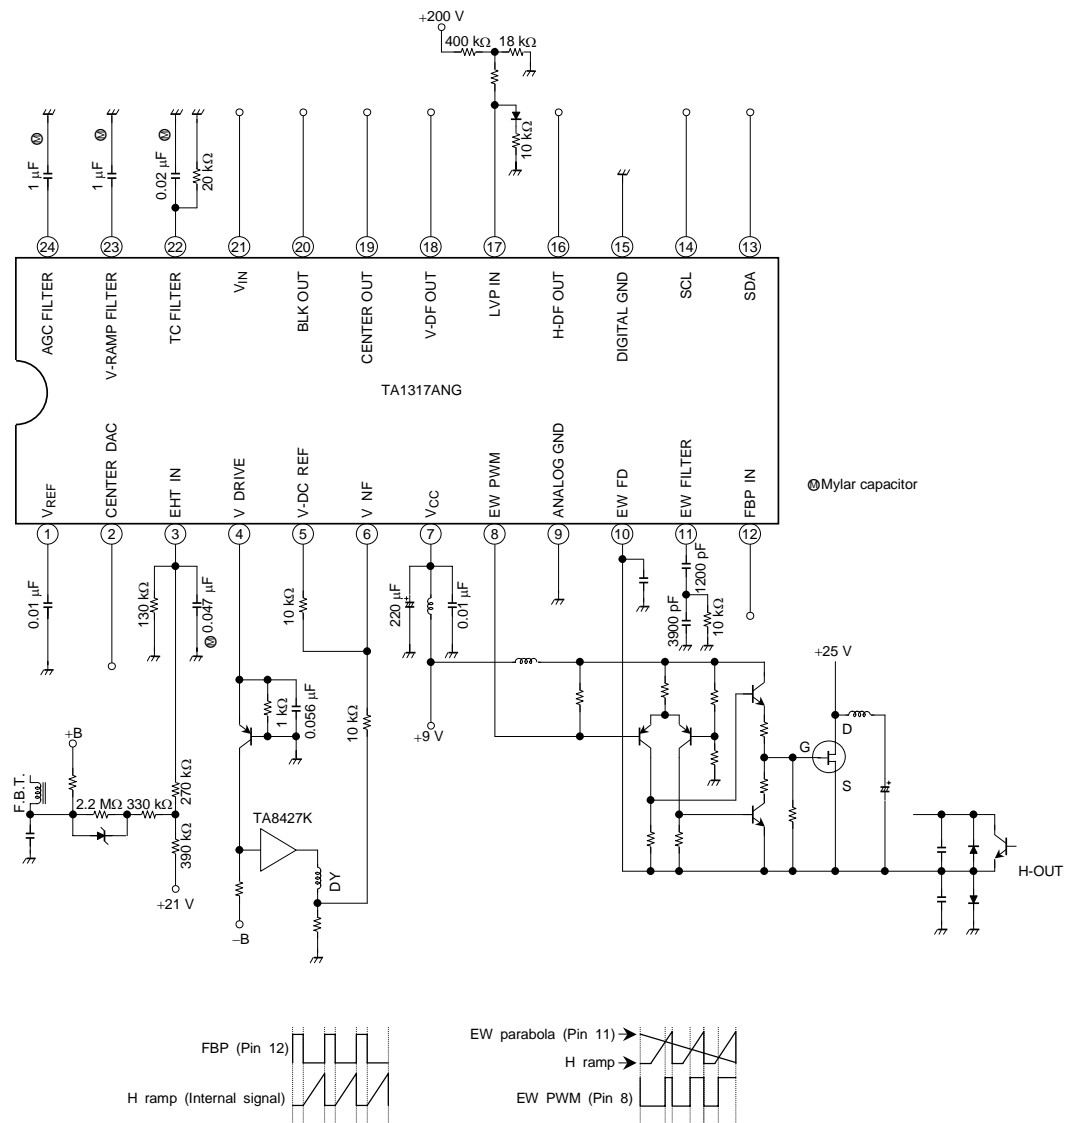 +200 V
400 kΩ
18 kΩ
10 kΩ
1 μF
M
1 μF
M
0.02 μF
M
20 kΩ
24
23
22
21
20
19
18
17
16
15
14
13
AGC FILTER
V-RAMP FILTER
TC FILTER
VIN
BLK OUT
CENTER OUT
V-DF OUT
LVP IN
H-DF OUT
DIGITAL GND
SCL
SDA
TA1317ANG
VREF
CENTER DAC
EHT IN
V DRIVE
V-DC REF
V NF
VCC
EW PWM
ANALOG GND
EW FD
EW FILTER
FBP IN
Ⓜ Mylar capacitor
1
2
3
4
5
6
7
8
9
10
11
12
0.01 μF
130 kΩ
Ⓜ 0.047 μF
10 kΩ
220 μF
+
0.01 μF
1200 pF
3900 pF
10 kΩ
1 kΩ
0.056 μF
10 kΩ
+9 V
+25 V
D
G
S
+
+B
F.B.T.
2.2 MΩ
330 kΩ
270 kΩ
390 kΩ
+21 V
TA8427K
DY
−B
H-OUT
FBP (Pin 12)
H ramp (Internal signal)
EW parabola (Pin 11)
H ramp
EW PWM (Pin 8)